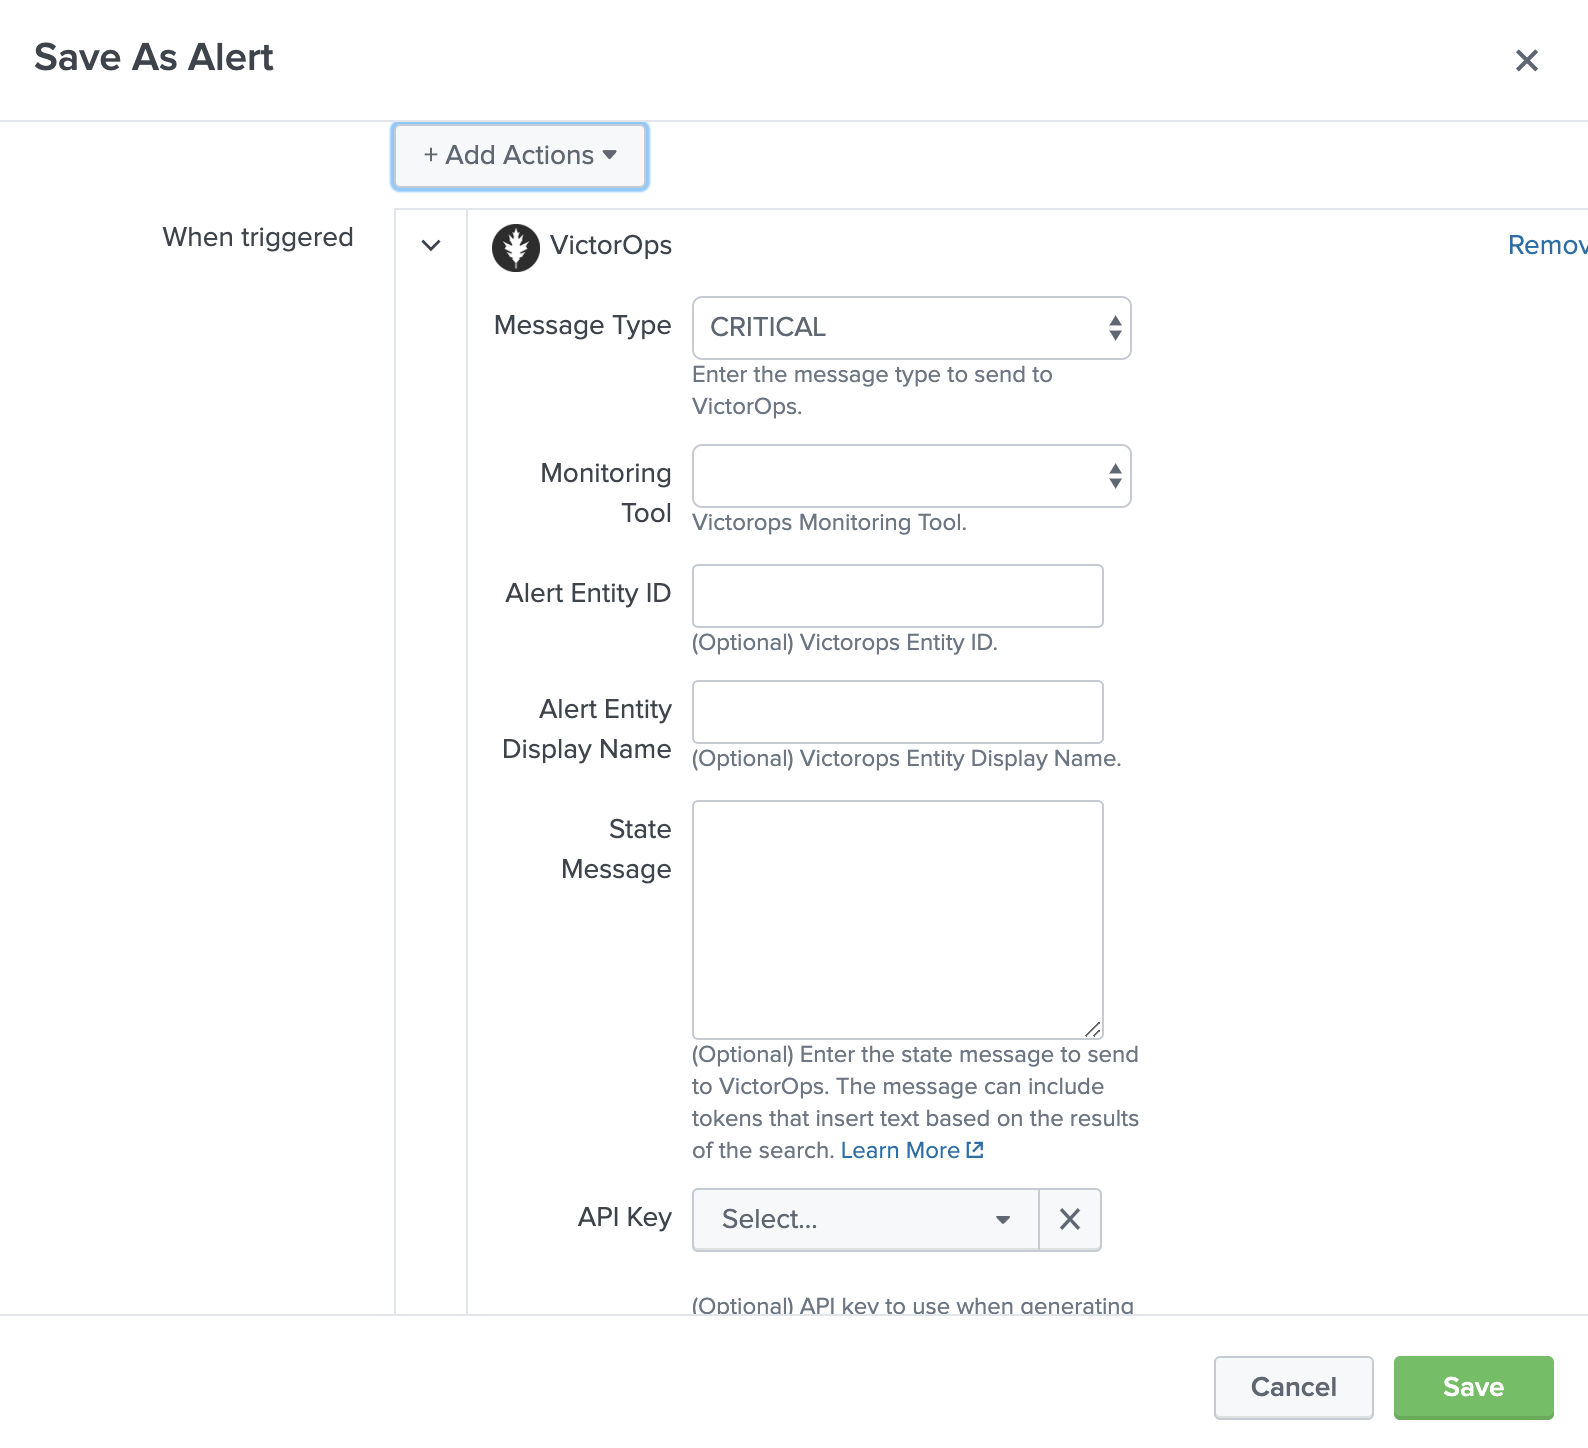 Save As Alert
+ Add Actions
When triggered
VictorOps
Remov
Message Type
CRITICAL
Enter the message type to send to
VictorOps.
Monitoring
Tool
Victorops Monitoring Tool.
Alert Entity ID
(Optional) Victorops Entity ID.
Alert Entity
Display Name
(Optional) Victorops Entity Display Name.
State
Message
(Optional) Enter the state message to send
to VictorOps. The message can include
tokens that insert text based on the results
of the search. Learn More
API Key
Select...
(Optional) API key to use when generating
Cancel
Save